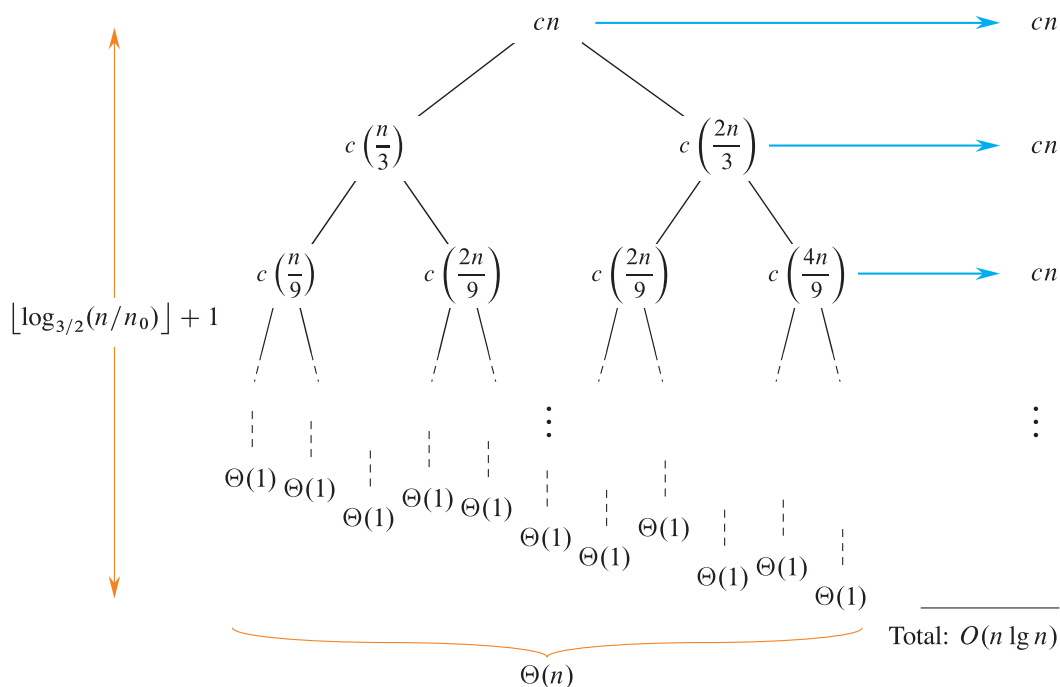 cn cn
c(n/3) c(2n/3) cn
c(n/9) c(2n/9) c(2n/9) c(4n/9) cn
⌊log_{3/2}(n/n_0)⌋ + 1
⋮ ⋮
Θ(1) Θ(1) Θ(1) Θ(1) Θ(1) Θ(1) Θ(1) Θ(1) Θ(1) Θ(1) Θ(1)
Total: O(n lg n)
Θ(n)